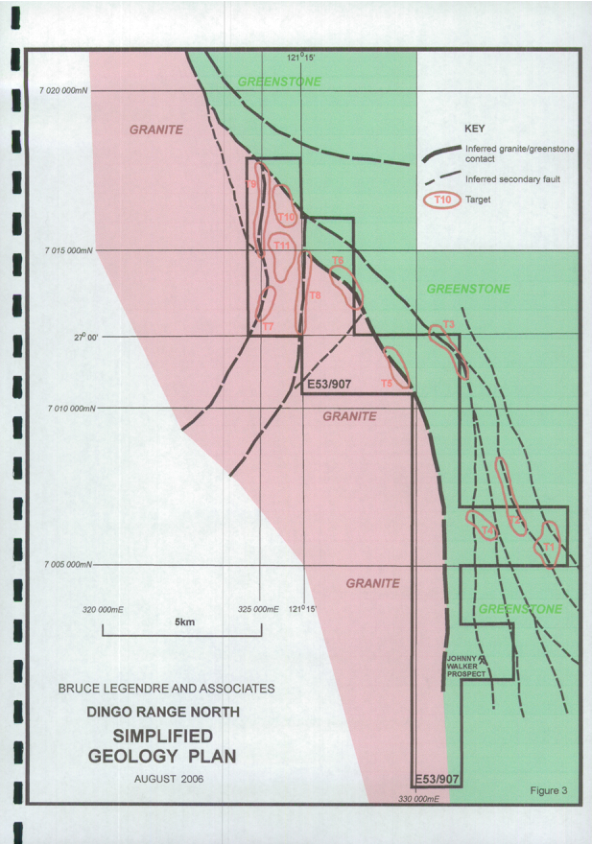 121° 15'
7 020 000mN
GREENSTONE
GRANITE
KEY
Inferred granite/greenstone
contact
Inferred secondary fault
T10
Target
T9
T10
T11
7 015 000mN
T8
T7
GREENSTONE
T3
27° 00'
T5
E53/907
7 010 000mN
GRANITE
T4
T2
T1
7 005 000mN
GRANITE
320 000mE
325 000mE
121° 15'
GREENSTONE
5km
JOHNNY
WALKER
PROSPECT
BRUCE LEGENDRE AND ASSOCIATES
DINGO RANGE NORTH
SIMPLIFIED
GEOLOGY PLAN
AUGUST 2006
E53/907
330 000mE
Figure 3